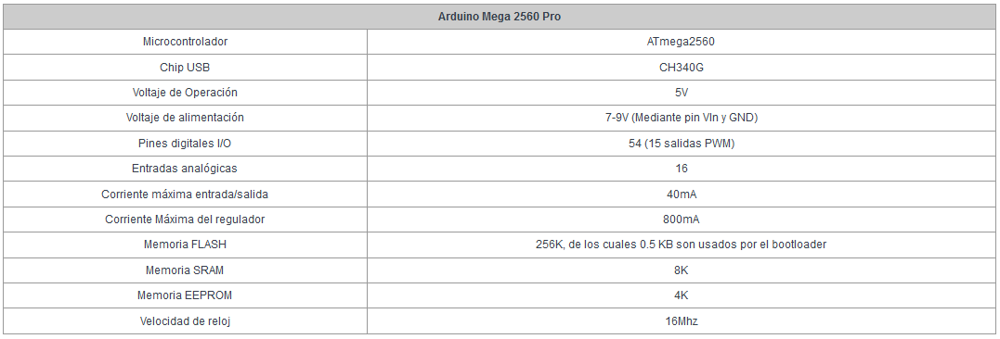 Arduino Mega 2560 Pro
Microcontrolador ATmega2560
Chip USB CH340G
Voltaje de Operación 5V
Voltaje de alimentación 7-9V (Mediante pin VIn y GND)
Pines digitales I/O 54 (15 salidas PWM)
Entradas analógicas 16
Corriente máxima entrada/salida 40mA
Corriente Máxima del regulador 800mA
Memoria FLASH 256K, de los cuales 0.5 KB son usados por el bootloader
Memoria SRAM 8K
Memoria EEPROM 4K
Velocidad de reloj 16Mhz